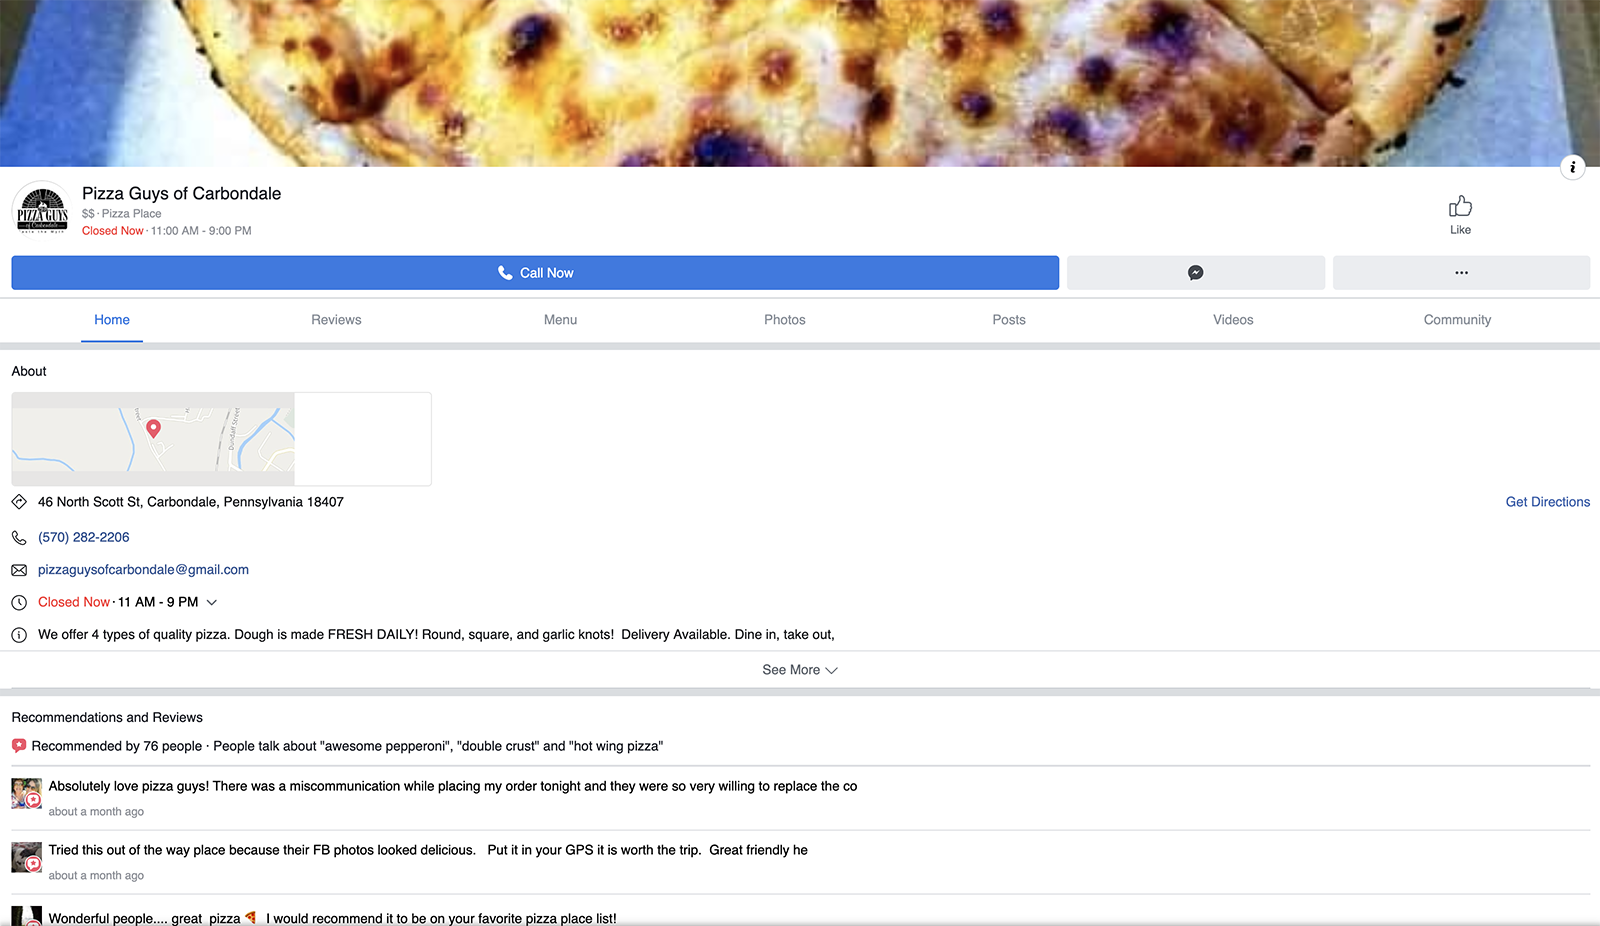 Pizza Guys of Carbondale
$$ · Pizza Place
Closed Now · 11:00 AM - 9:00 PM
PIZZA GUYS
of Carbondale
Like
Call Now
Home
Reviews
Menu
Photos
Posts
Videos
Community
About
Dundaff Street
46 North Scott St, Carbondale, Pennsylvania 18407
Get Directions
(570) 282-2206
pizzaguysofcarbondale@gmail.com
Closed Now · 11 AM - 9 PM
We offer 4 types of quality pizza. Dough is made FRESH DAILY! Round, square, and garlic knots!  Delivery Available. Dine in, take out,
See More
Recommendations and Reviews
Recommended by 76 people · People talk about "awesome pepperoni", "double crust" and "hot wing pizza"
Absolutely love pizza guys! There was a miscommunication while placing my order tonight and they were so very willing to replace the co
about a month ago
Tried this out of the way place because their FB photos looked delicious.   Put it in your GPS it is worth the trip.  Great friendly he
about a month ago
Wonderful people.... great  pizza 🍕  I would recommend it to be on your favorite pizza place list!